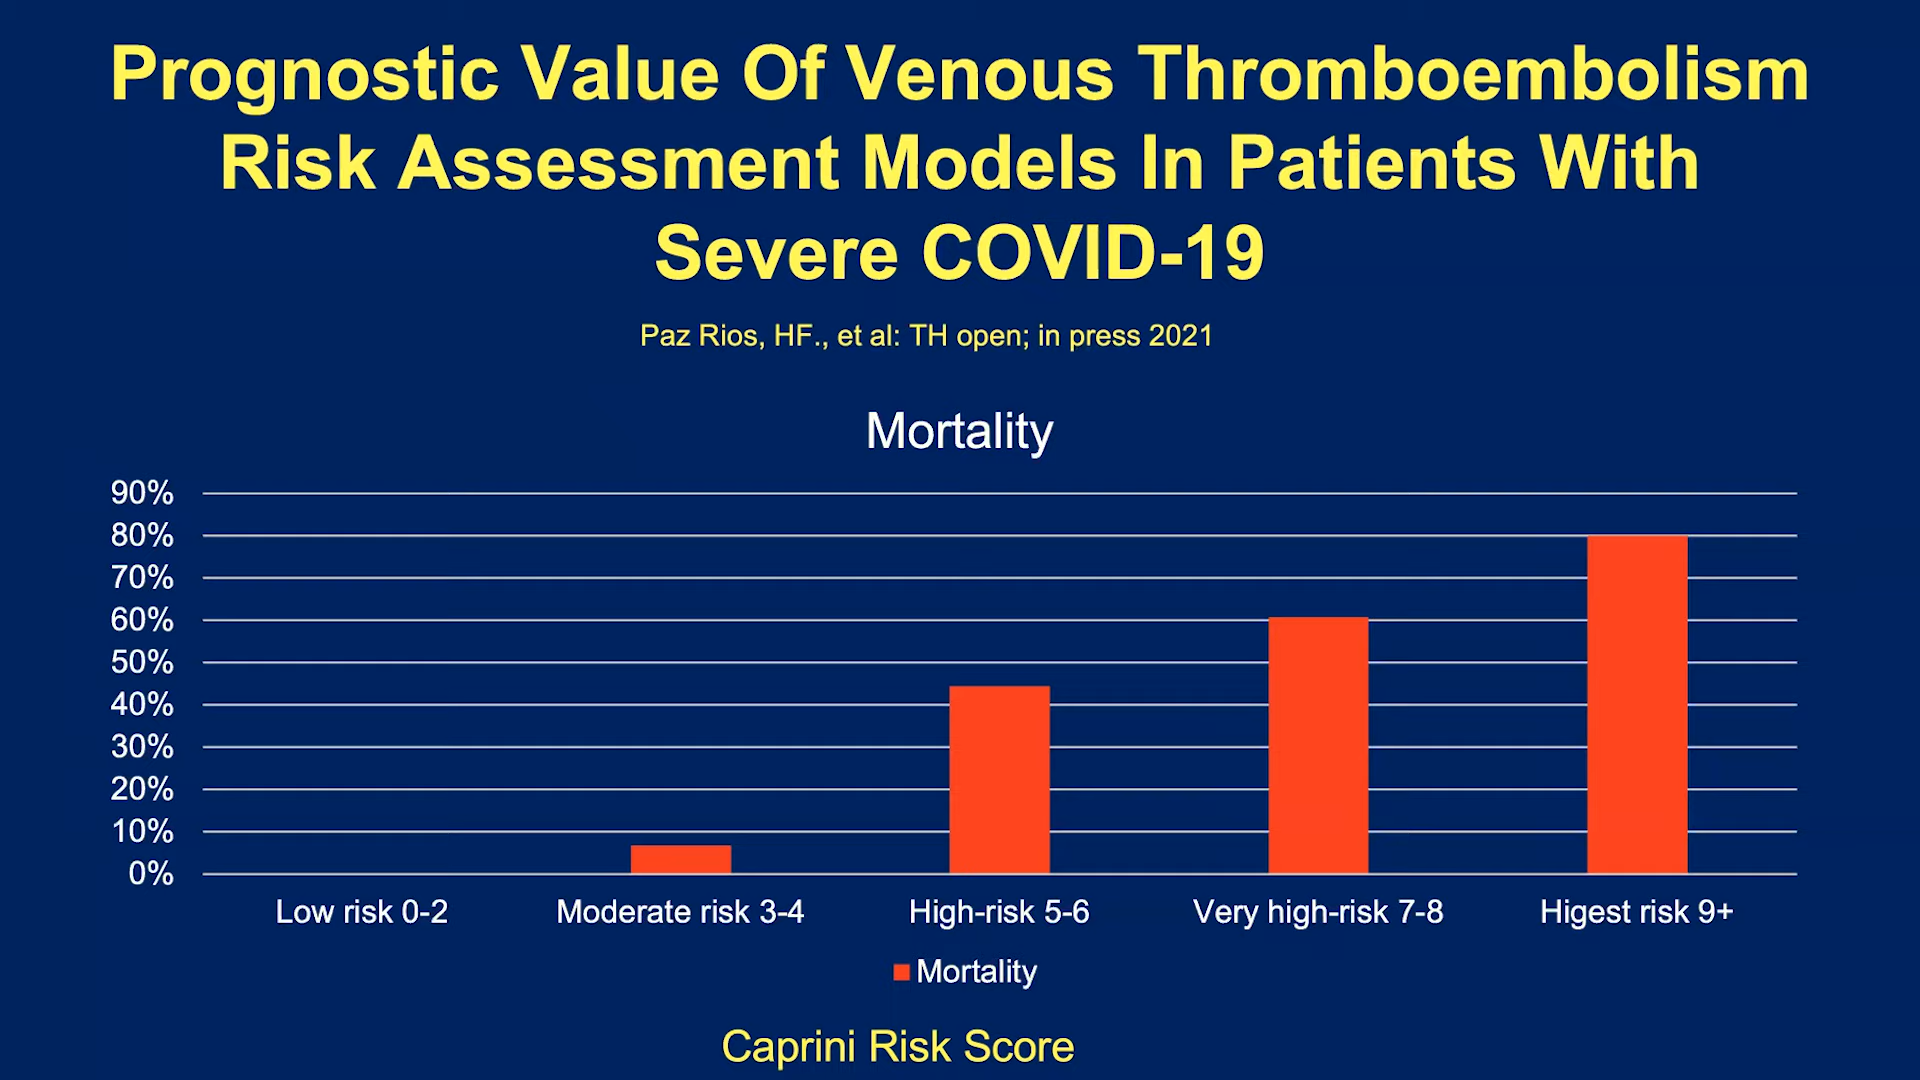 Prognostic Value Of Venous Thromboembolism
Risk Assessment Models In Patients With
Severe COVID-19
Paz Rios, HF., et al: TH open; in press 2021
Mortality
90%
80%
70%
60%
50%
40%
30%
20%
10%
0%
Low risk 0-2
Moderate risk 3-4
High-risk 5-6
Very high-risk 7-8
Higest risk 9+
Mortality
Caprini Risk Score